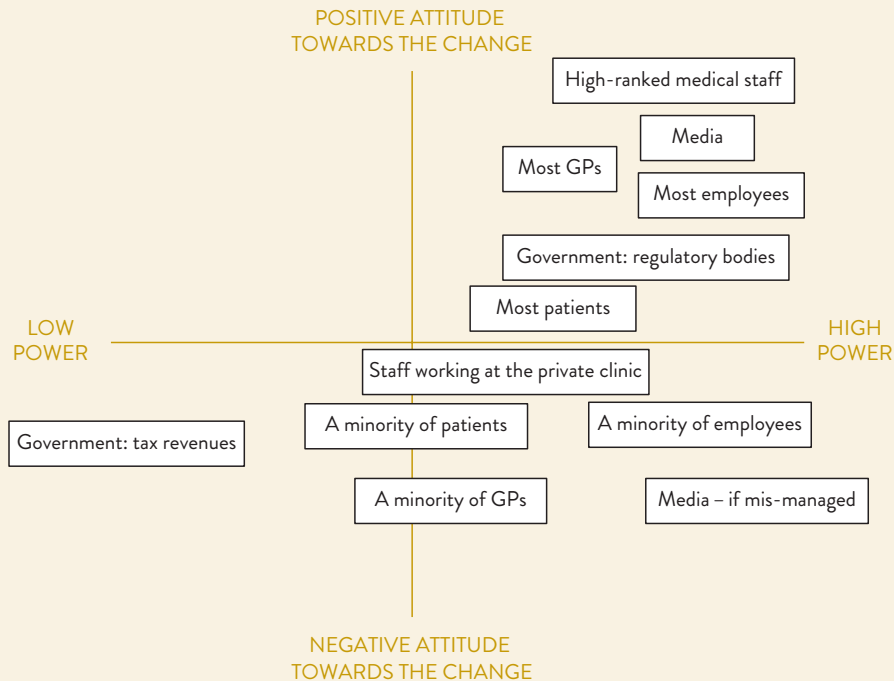 POSITIVE ATTITUDE
TOWARDS THE CHANGE
High-ranked medical staff
Media
Most GPs
Most employees
Government: regulatory bodies
Most patients
LOW
POWER
HIGH
POWER
Staff working at the private clinic
A minority of patients
A minority of employees
Government: tax revenues
A minority of GPs
Media – if mis-managed
NEGATIVE ATTITUDE
TOWARDS THE CHANGE